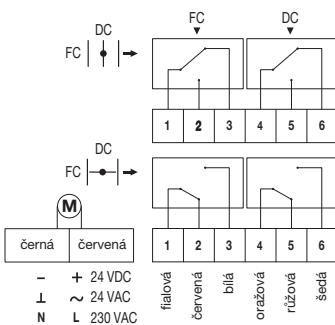 FC DC
DC
FC
1 2 3 4 5 6
DC
FC
M
1 2 3 4 5 6
černá červená
fialová
červená
bílá
oražová
růžová
šedá
– + 24 VDC
⊥ ~ 24 VAC
N L 230 VAC